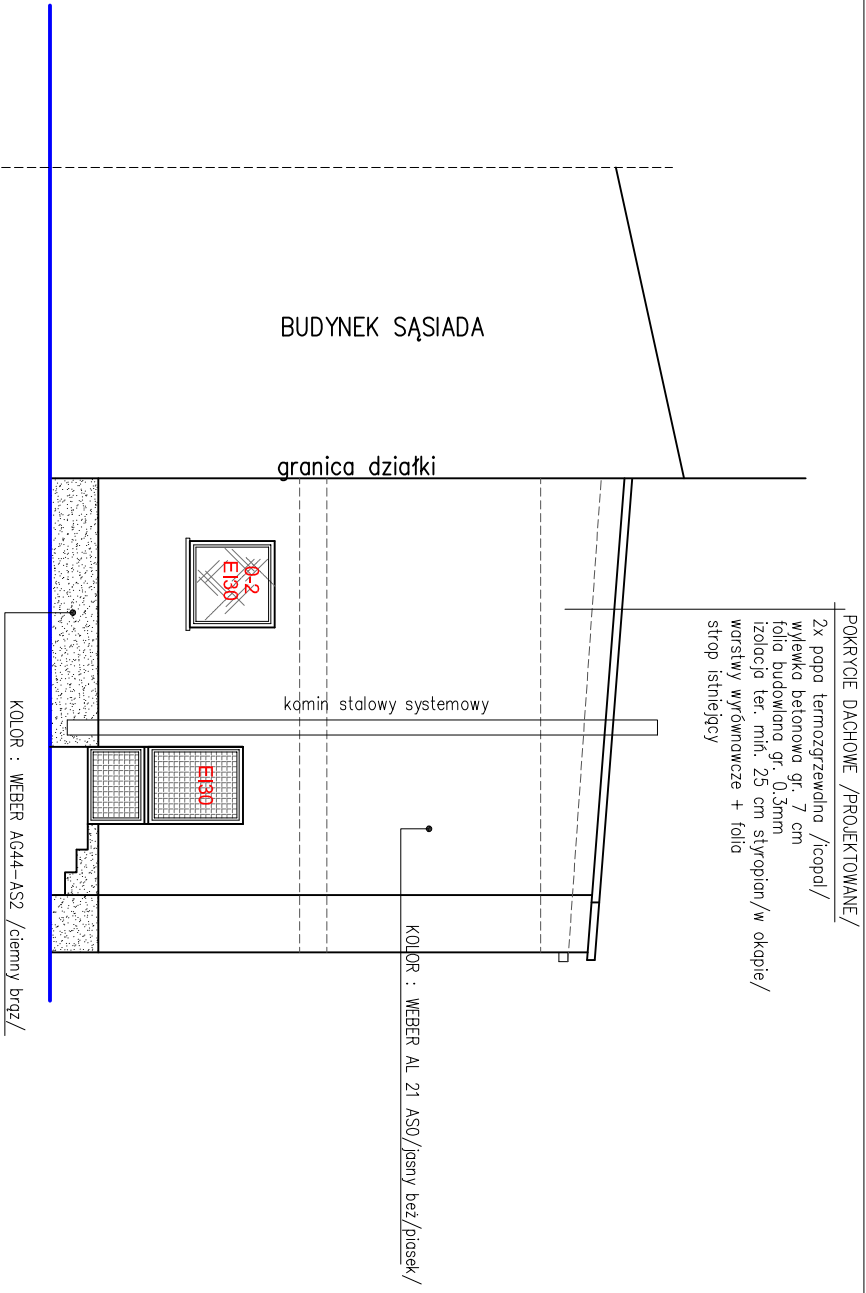 POKRYCIE DACHOWE /PROJEKTOWANE/
2x papa termozgrzewalna /icopal/
wylewka betonowa gr. 7 cm
folia budowlana gr. 0.3mm
izolacja ter. min. 25 cm styropian/w okapie/
warstwy wyrównawcze + folia
strop istniejący
BUDYNEK SĄSIADA
granica działki
0-2
EI30
komin stalowy systemowy
EI30
KOLOR : WEBER AL 21 AS0/jasny beż/piasek/
KOLOR : WEBER AG44-AS2 /ciemny brąz/